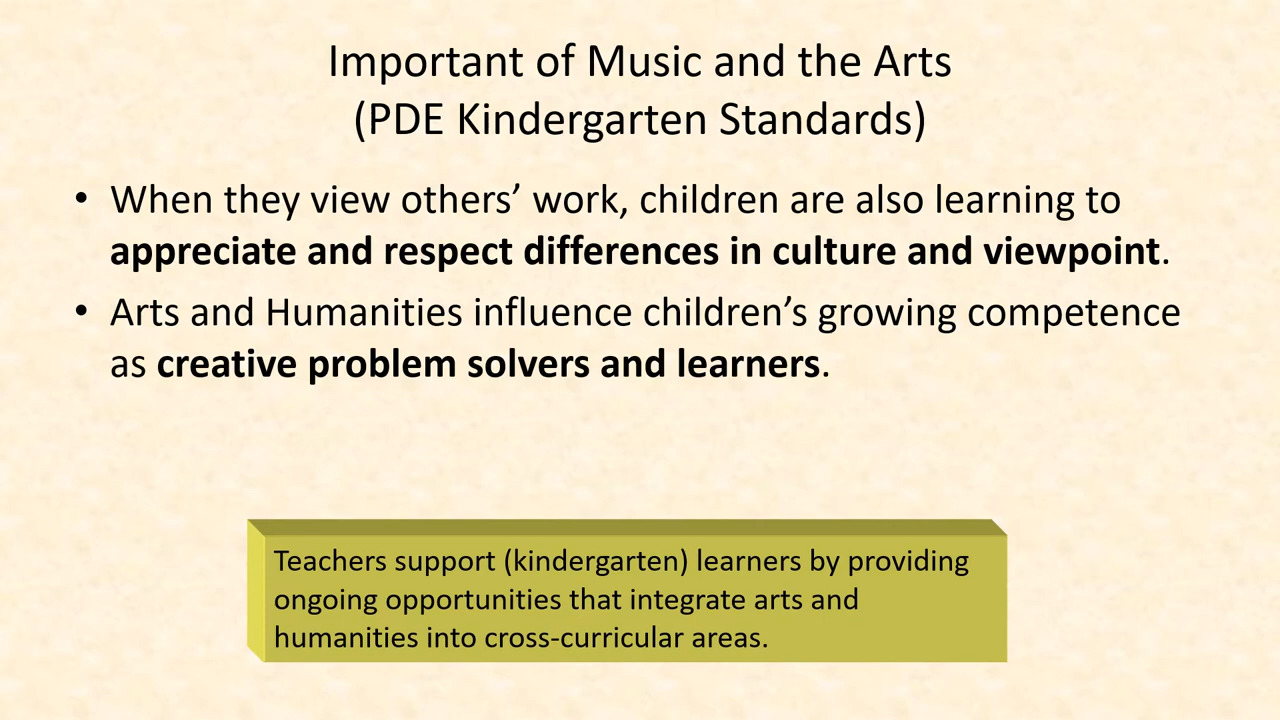 Important of Music and the Arts
(PDE Kindergarten Standards)
• When they view others’ work, children are also learning to
appreciate and respect differences in culture and viewpoint.
• Arts and Humanities influence children’s growing competence
as creative problem solvers and learners.
Teachers support (kindergarten) learners by providing
ongoing opportunities that integrate arts and
humanities into cross-curricular areas.